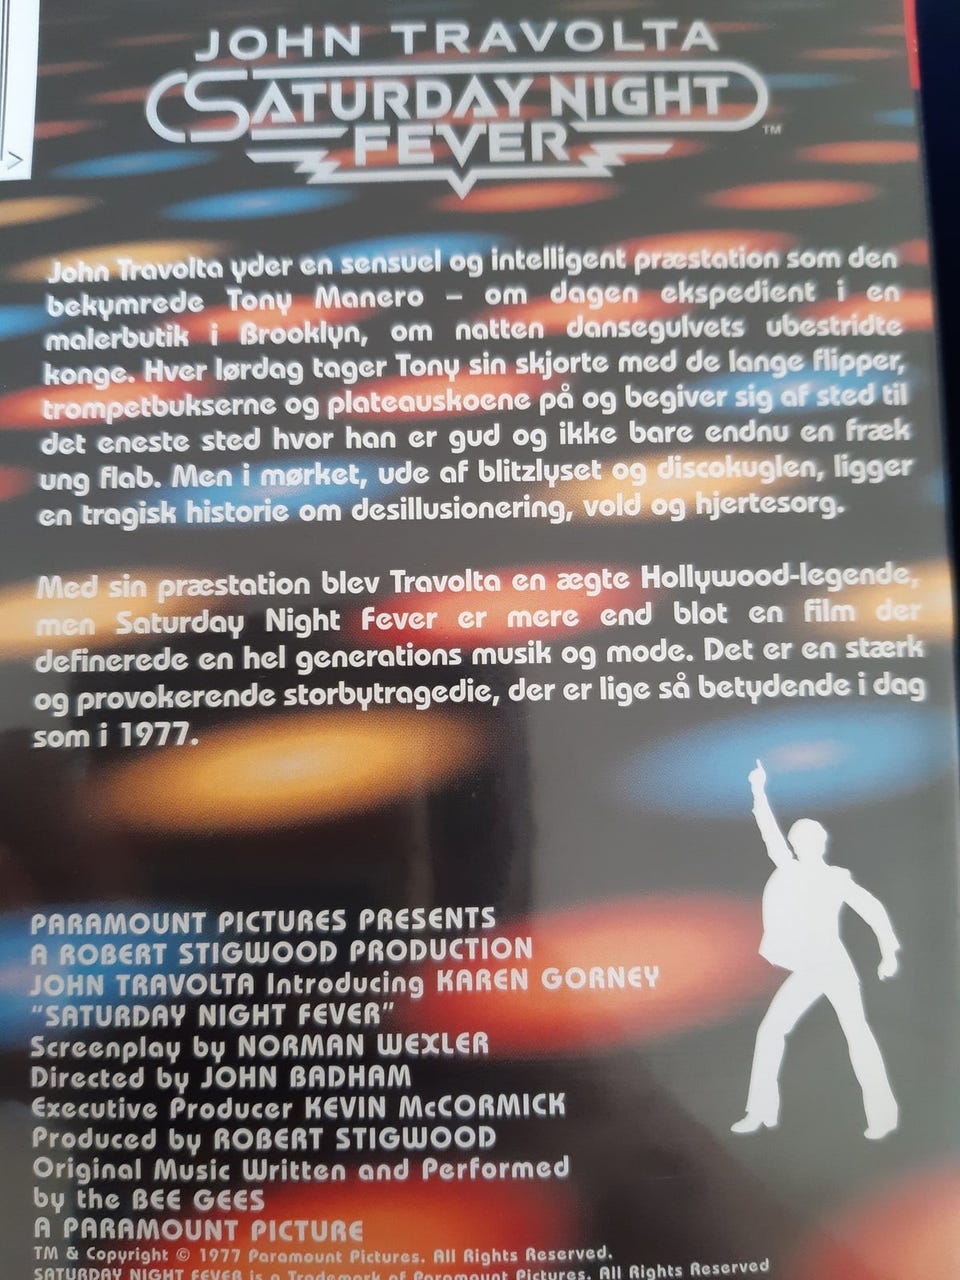 JOHN TRAVOLTA
SATURDAY NIGHT
FEVER
TM
John Travolta yder en sensuel og intelligent præstation som den
bekymrede Tony Manero – om dagen ekspedient i en
malerbutik i Brooklyn, om natten dansegulvets ubestridte
konge. Hver lørdag tager Tony sin skjorte med de lange flipper,
trompetbukserne og plateauskoene på og begiver sig af sted til
det eneste sted hvor han er gud og ikke bare endnu en fræk
ung flab. Men i mørket, ude af blitzlyset og discokuglen, ligger
en tragisk historie om desillusionering, vold og hjertesorg.
Med sin præstation blev Travolta en ægte Hollywood-legende,
men Saturday Night Fever er mere end blot en film der
definerede en hel generations musik og mode. Det er en stærk
og provokerende storbytragedie, der er lige så betydende i dag
som i 1977.
PARAMOUNT PICTURES PRESENTS
A ROBERT STIGWOOD PRODUCTION
JOHN TRAVOLTA Introducing KAREN GORNEY
"SATURDAY NIGHT FEVER"
Screenplay by NORMAN WEXLER
Directed by JOHN BADHAM
Executive Producer KEVIN McCORMICK
Produced by ROBERT STIGWOOD
Original Music Written and Performed
by the BEE GEES
A PARAMOUNT PICTURE
TM & Copyright © 1977 Paramount Pictures. All Rights Reserved.
SATURDAY NIGHT FEVER is a Trademark of Paramount Pictures. All Rights Reserved